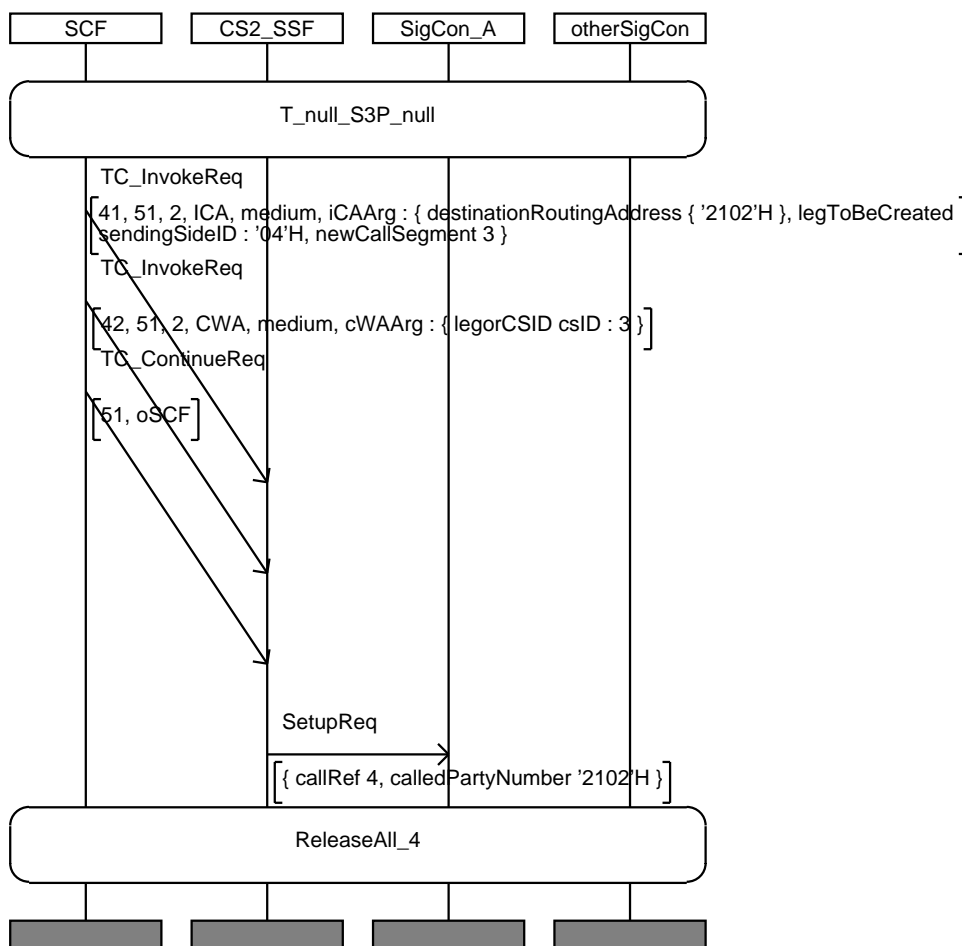 SCF CS2_SSF SigCon_A otherSigCon
T_null_S3P_null
TC_InvokeReq
41, 51, 2, ICA, medium, iCAArg : { destinationRoutingAddress { '2102'H }, legToBeCreated
sendingSideID : '04'H, newCallSegment 3 }
TC_InvokeReq
42, 51, 2, CWA, medium, cWAArg : { legorCSID csID : 3 }
TC_ContinueReq
51, oSCF
SetupReq
{ callRef 4, calledPartyNumber '2102'H }
ReleaseAll_4